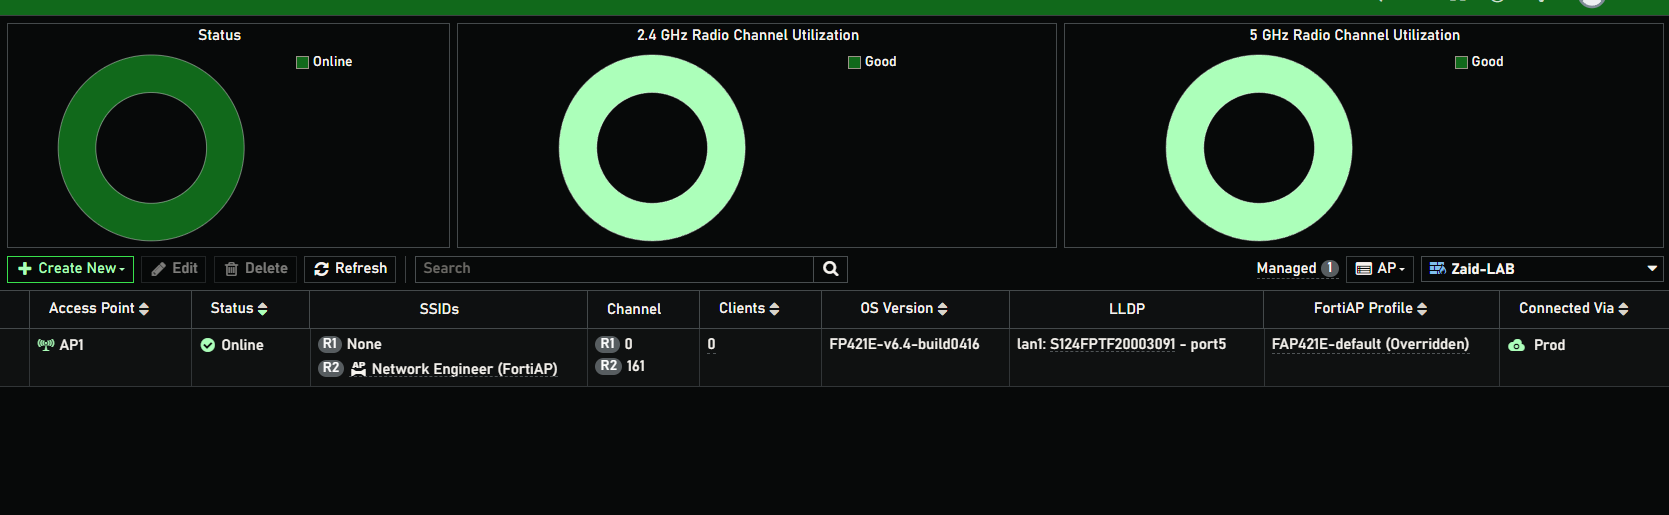 Status
Online
2.4 GHz Radio Channel Utilization
Good
5 GHz Radio Channel Utilization
Good
Create New Edit Delete Refresh Search Managed 1 AP Zaid-LAB
Access Point Status SSIDs Channel Clients OS Version LLDP FortiAP Profile Connected Via
AP1 Online R1 None R1 0 0 FP421E-v6.4-build0416 lan1: S124FPTF20003091 - port5 FAP421E-default (Overridden) Prod
R2 AP Network Engineer (FortiAP) R2 161